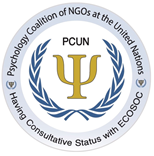 Psychology Coalition of NGOs at the United Nations
PCUN
Ψ
Having Consultative Status with ECOSOC